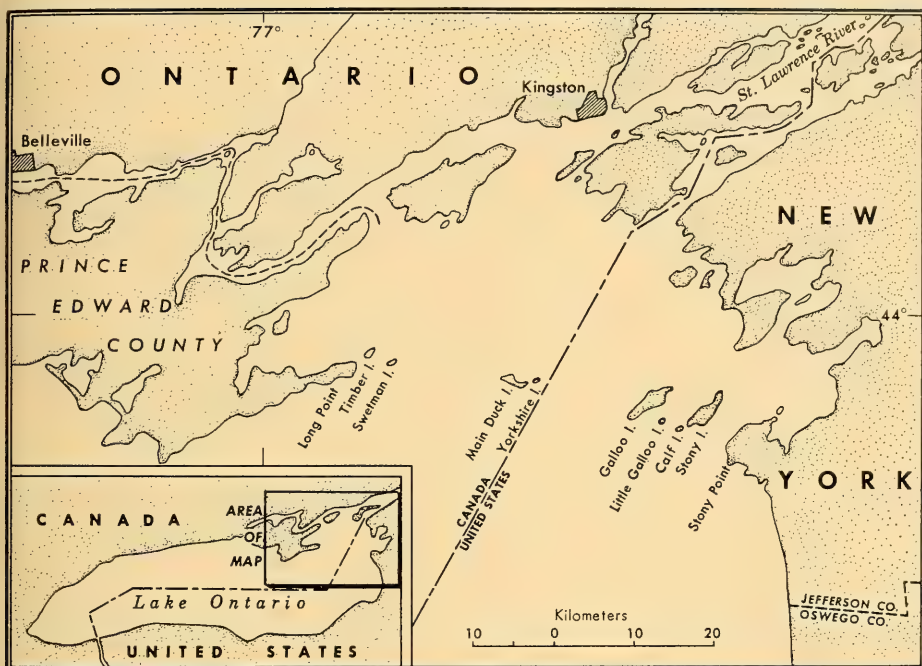 77°
ONTARIO
Kingston
St. Lawrence River
Belleville
NEW
PRINCE
EDWARD
COUNTY
44°
Long Point
Timber I.
Swetman I.
Main Duck I.
Yorkshire I.
Galloo I.
Little Galloo I.
Calf I.
Stony I.
Stony Point
YORK
CANADA
UNITED STATES
CANADA
AREA
OF
MAP
Lake Ontario
UNITED STATES
Kilometers
10 0 10 20
JEFFERSON CO.
OSWEGO CO.